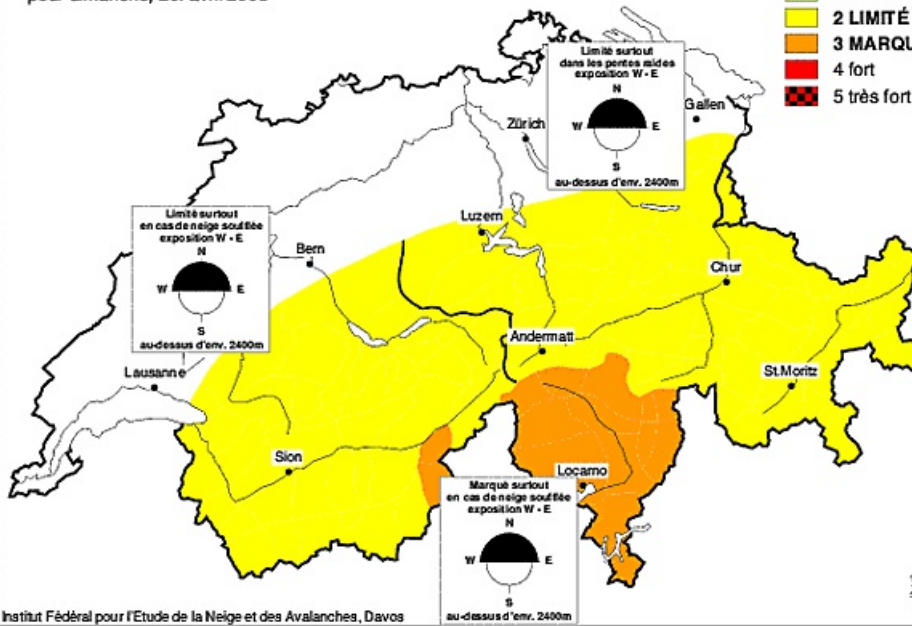 pour dimanche,
2 LIMITÉ
3 MARQU
4 fort
5 très fort
Limité surtout
dans les pentes raides
exposition W - E
N
W E
S
au-dessus d'env. 2400m
Gallen
Zürich
Limité surtout
en cas de neige soufflée
exposition W - E
N
W E
S
au-dessus d'env. 2400m
Luzern
Bern
Chur
Andermatt
Lausanne
St.Moritz
Sion
Locarno
Marqué surtout
en cas de neige soufflée
exposition W - E
N
W E
S
au-dessus d'env. 2400m
Institut Fédéral pour l'Etude de la Neige et des Avalanches, Davos